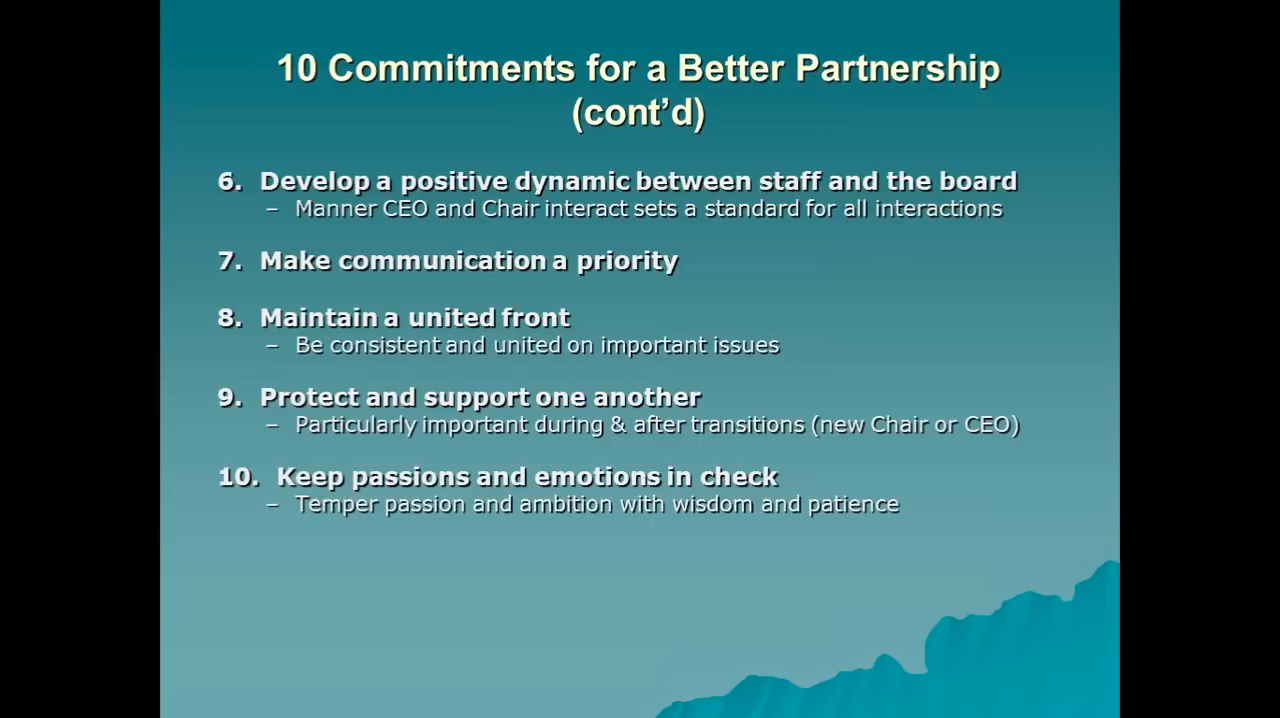 10 Commitments for a Better Partnership
(cont’d)
6. Develop a positive dynamic between staff and the board
– Manner CEO and Chair interact sets a standard for all interactions
7. Make communication a priority
8. Maintain a united front
– Be consistent and united on important issues
9. Protect and support one another
– Particularly important during & after transitions (new Chair or CEO)
10. Keep passions and emotions in check
– Temper passion and ambition with wisdom and patience